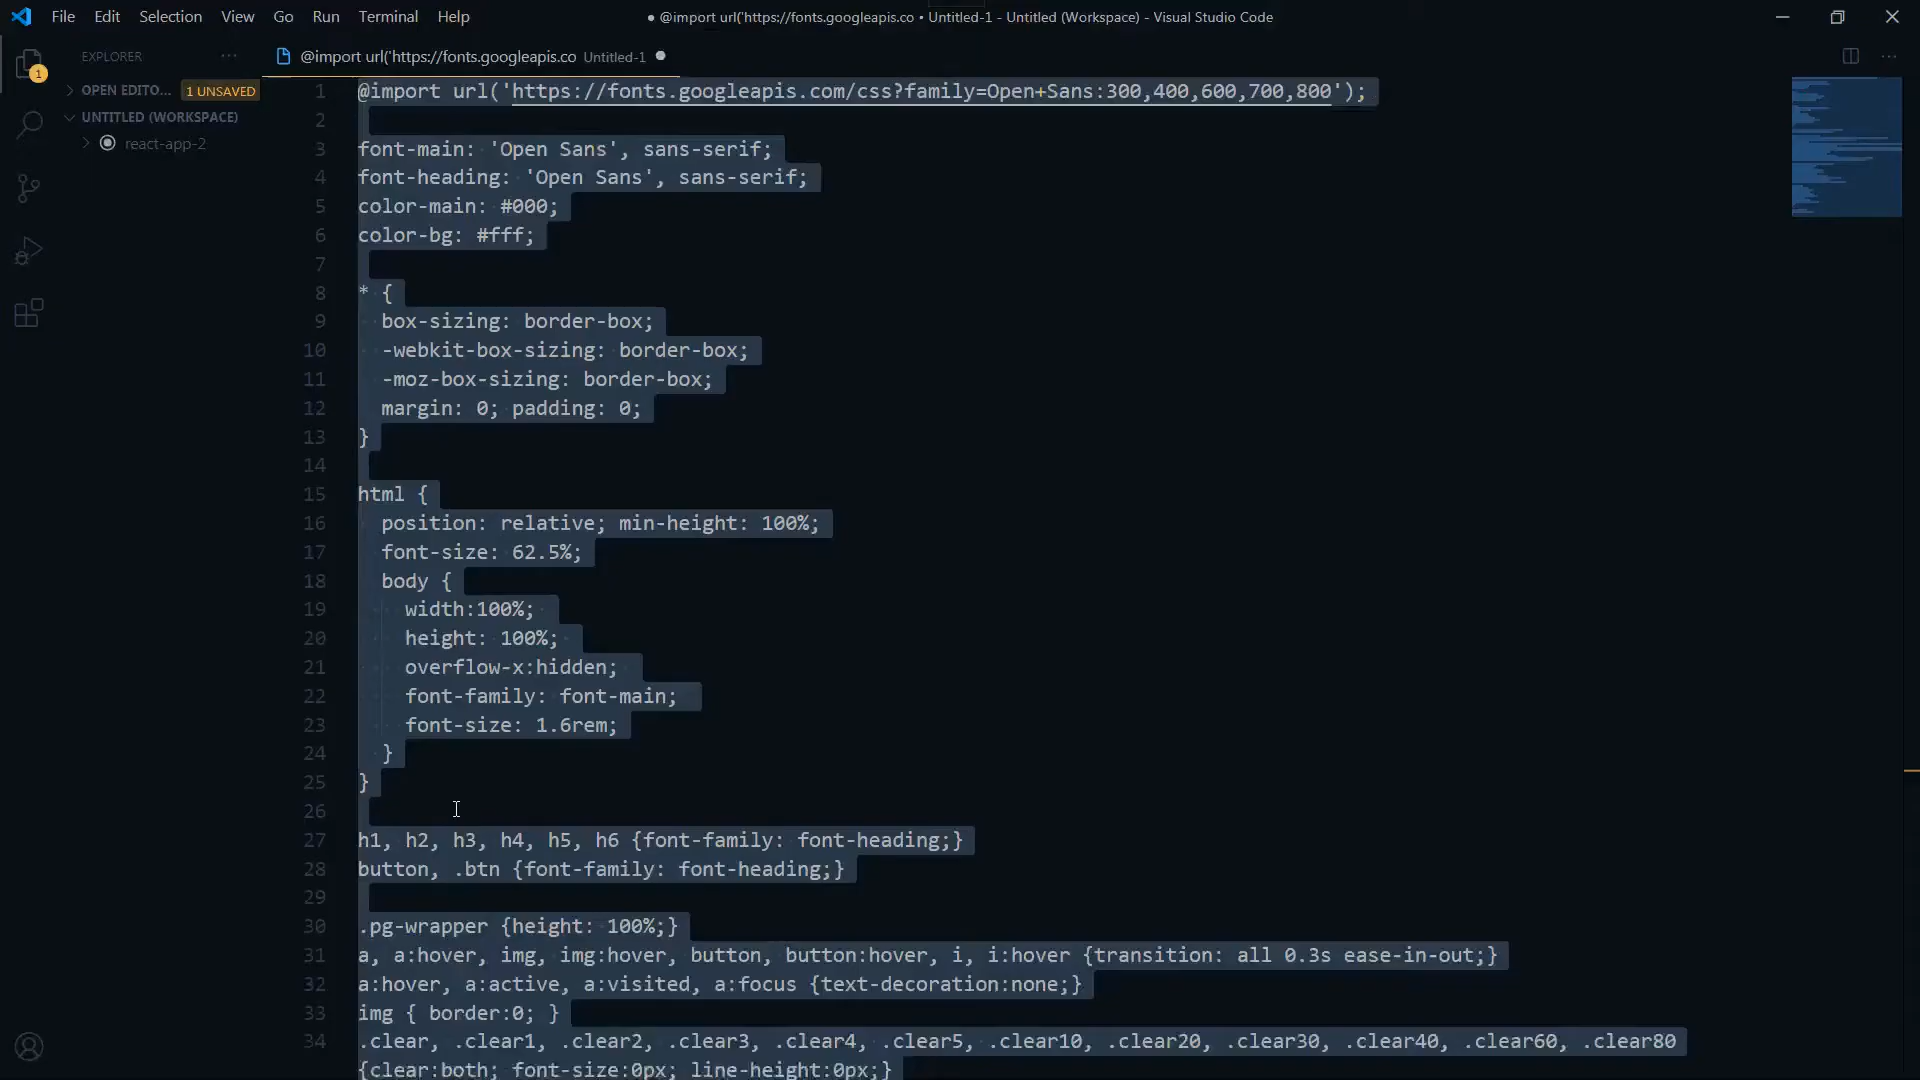 File Edit Selection View Go Run Terminal Help
● @import url('https://fonts.googleapis.co • Untitled-1 - Untitled (Workspace) - Visual Studio Code
EXPLORER ···
@import url('https://fonts.googleapis.co Untitled-1 ●
OPEN EDITO... 1 UNSAVED
UNTITLED (WORKSPACE)
react-app-2
1
1 @import url('https://fonts.googleapis.com/css?family=Open+Sans:300,400,600,700,800');
2
3 font-main: 'Open Sans', sans-serif;
4 font-heading: 'Open Sans', sans-serif;
5 color-main: #000;
6 color-bg: #fff;
7
8 * {
9 box-sizing: border-box;
10 -webkit-box-sizing: border-box;
11 -moz-box-sizing: border-box;
12 margin: 0; padding: 0;
13 }
14
15 html {
16 position: relative; min-height: 100%;
17 font-size: 62.5%;
18 body {
19 width:100%;
20 height: 100%;
21 overflow-x:hidden;
22 font-family: font-main;
23 font-size: 1.6rem;
24 }
25 }
26
27 h1, h2, h3, h4, h5, h6 {font-family: font-heading;}
28 button, .btn {font-family: font-heading;}
29
30 .pg-wrapper {height: 100%;}
31 a, a:hover, img, img:hover, button, button:hover, i, i:hover {transition: all 0.3s ease-in-out;}
32 a:hover, a:active, a:visited, a:focus {text-decoration:none;}
33 img { border:0; }
34 .clear, .clear1, .clear2, .clear3, .clear4, .clear5, .clear10, .clear20, .clear30, .clear40, .clear60, .clear80
{clear:both; font-size:0px; line-height:0px;}